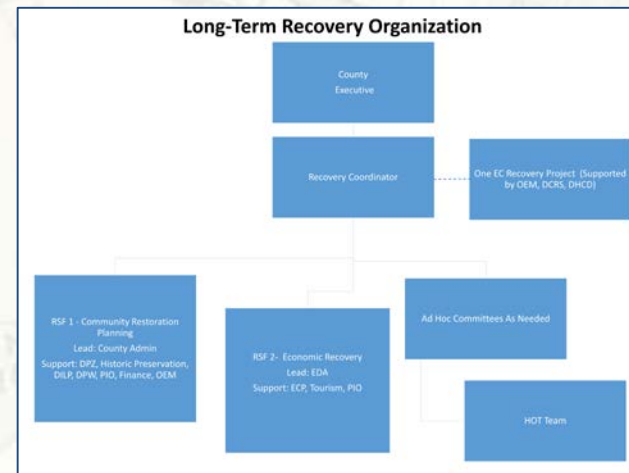 Long-Term Recovery Organization
County
Executive
Recovery Coordinator
One EC Recovery Project (Supported
by OEM, DCRS, DHCD)
RSF 1 - Community Restoration
Planning
Lead: County Admin
Support: DPZ, Historic Preservation,
DILP, DPW, PIO, Finance, OEM
RSF 2- Economic Recovery
Lead: EDA
Support: ECP, Tourism, PIO
Ad Hoc Committees As Needed
HOT Team